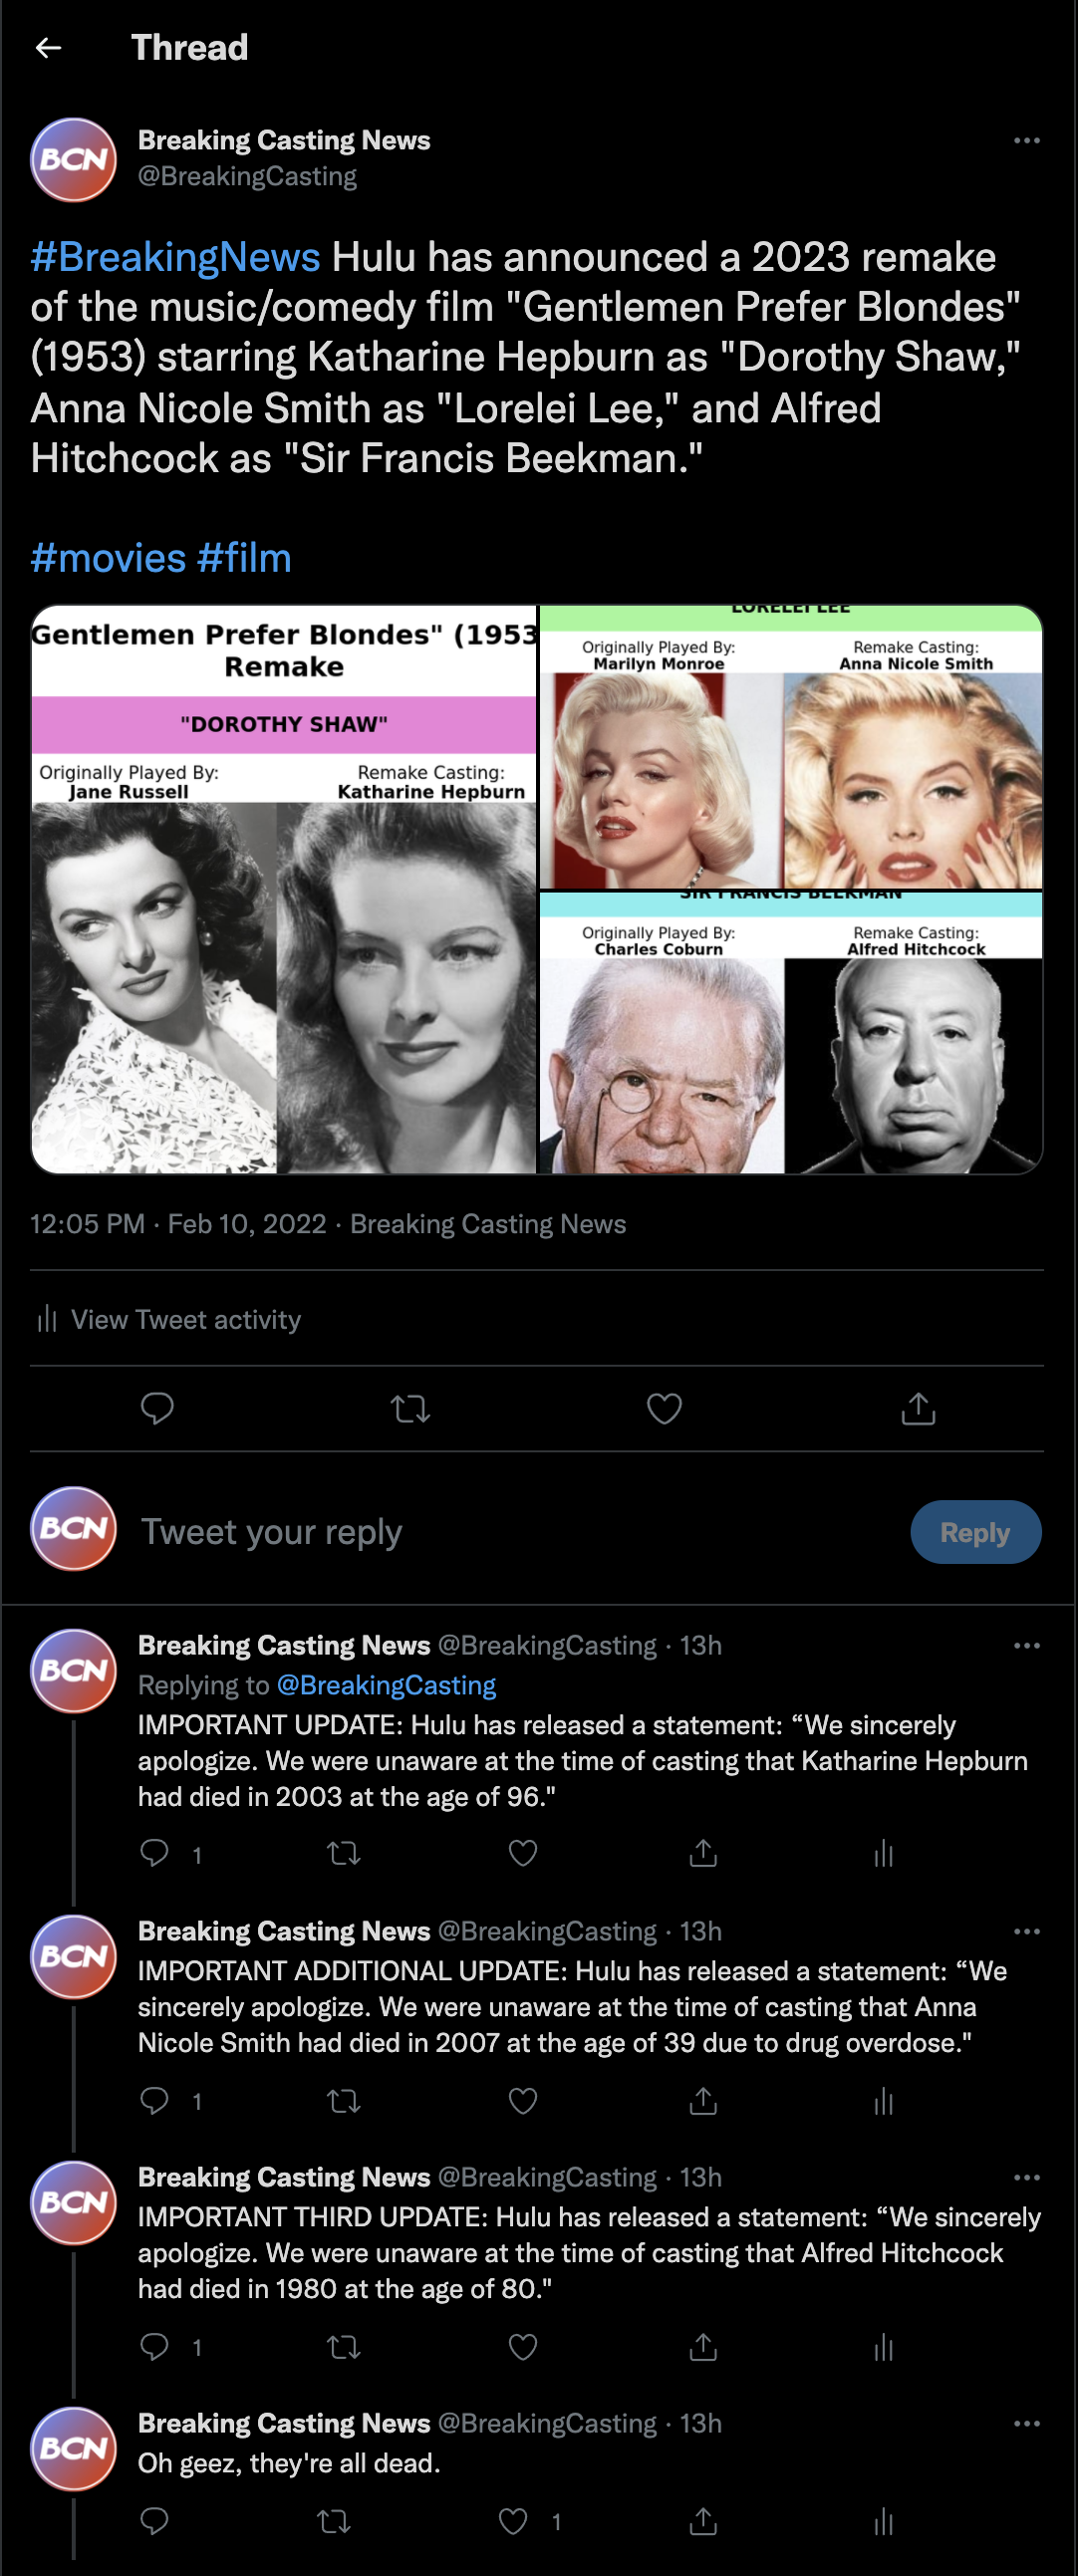 Thread
BCN
Breaking Casting News
@BreakingCasting
#BreakingNews Hulu has announced a 2023 remake
of the music/comedy film "Gentlemen Prefer Blondes"
(1953) starring Katharine Hepburn as "Dorothy Shaw,"
Anna Nicole Smith as "Lorelei Lee," and Alfred
Hitchcock as "Sir Francis Beekman."
#movies #film
Gentlemen Prefer Blondes" (1953
Remake
"DOROTHY SHAW"
Originally Played By:
Jane Russell
Remake Casting:
Katharine Hepburn
LORELEI LEE
Originally Played By:
Marilyn Monroe
Remake Casting:
Anna Nicole Smith
SIR FRANCIS BEEKMAN
Originally Played By:
Charles Coburn
Remake Casting:
Alfred Hitchcock
12:05 PM · Feb 10, 2022 · Breaking Casting News
View Tweet activity
BCN
Tweet your reply
Reply
BCN
Breaking Casting News @BreakingCasting · 13h
Replying to @BreakingCasting
IMPORTANT UPDATE: Hulu has released a statement: “We sincerely
apologize. We were unaware at the time of casting that Katharine Hepburn
had died in 2003 at the age of 96."
1
BCN
Breaking Casting News @BreakingCasting · 13h
IMPORTANT ADDITIONAL UPDATE: Hulu has released a statement: “We
sincerely apologize. We were unaware at the time of casting that Anna
Nicole Smith had died in 2007 at the age of 39 due to drug overdose."
1
BCN
Breaking Casting News @BreakingCasting · 13h
IMPORTANT THIRD UPDATE: Hulu has released a statement: “We sincerely
apologize. We were unaware at the time of casting that Alfred Hitchcock
had died in 1980 at the age of 80."
1
BCN
Breaking Casting News @BreakingCasting · 13h
Oh geez, they're all dead.
1